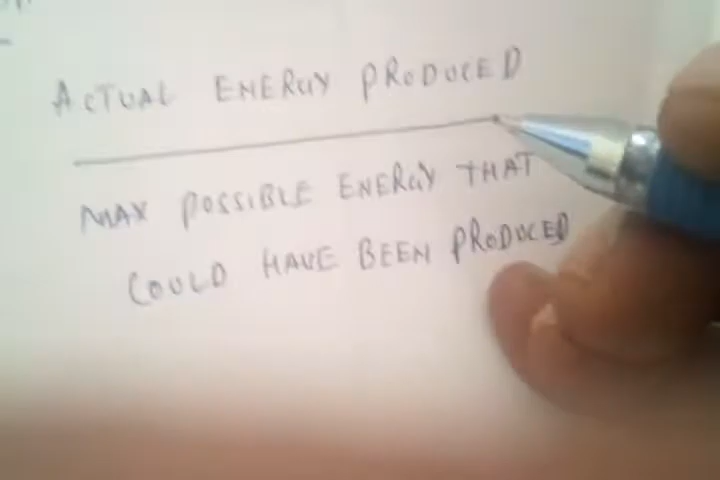 ACTUAL ENERGY PRODUCED
MAX POSSIBLE ENERGY THAT
COULD HAVE BEEN PRODUCED